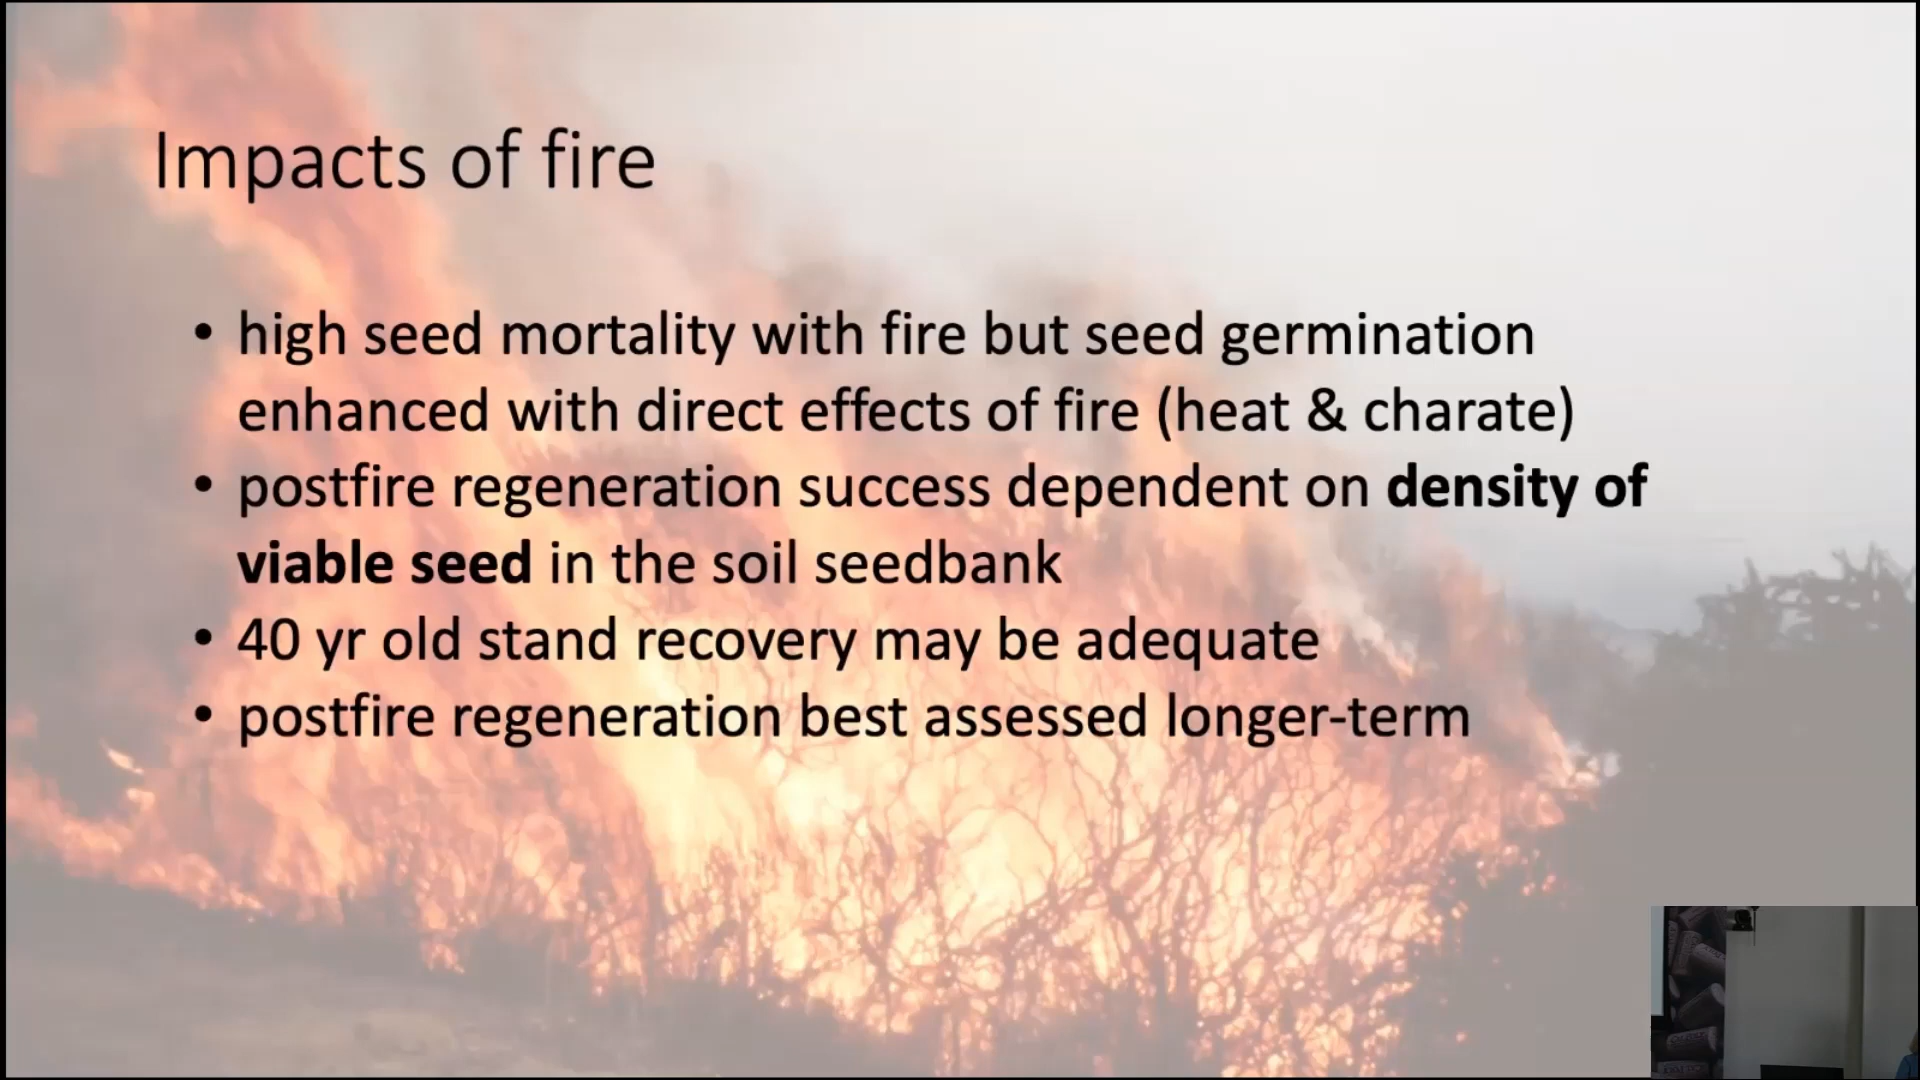 Impacts of fire
• high seed mortality with fire but seed germination
enhanced with direct effects of fire (heat & charate)
• postfire regeneration success dependent on density of
viable seed in the soil seedbank
• 40 yr old stand recovery may be adequate
• postfire regeneration best assessed longer-term